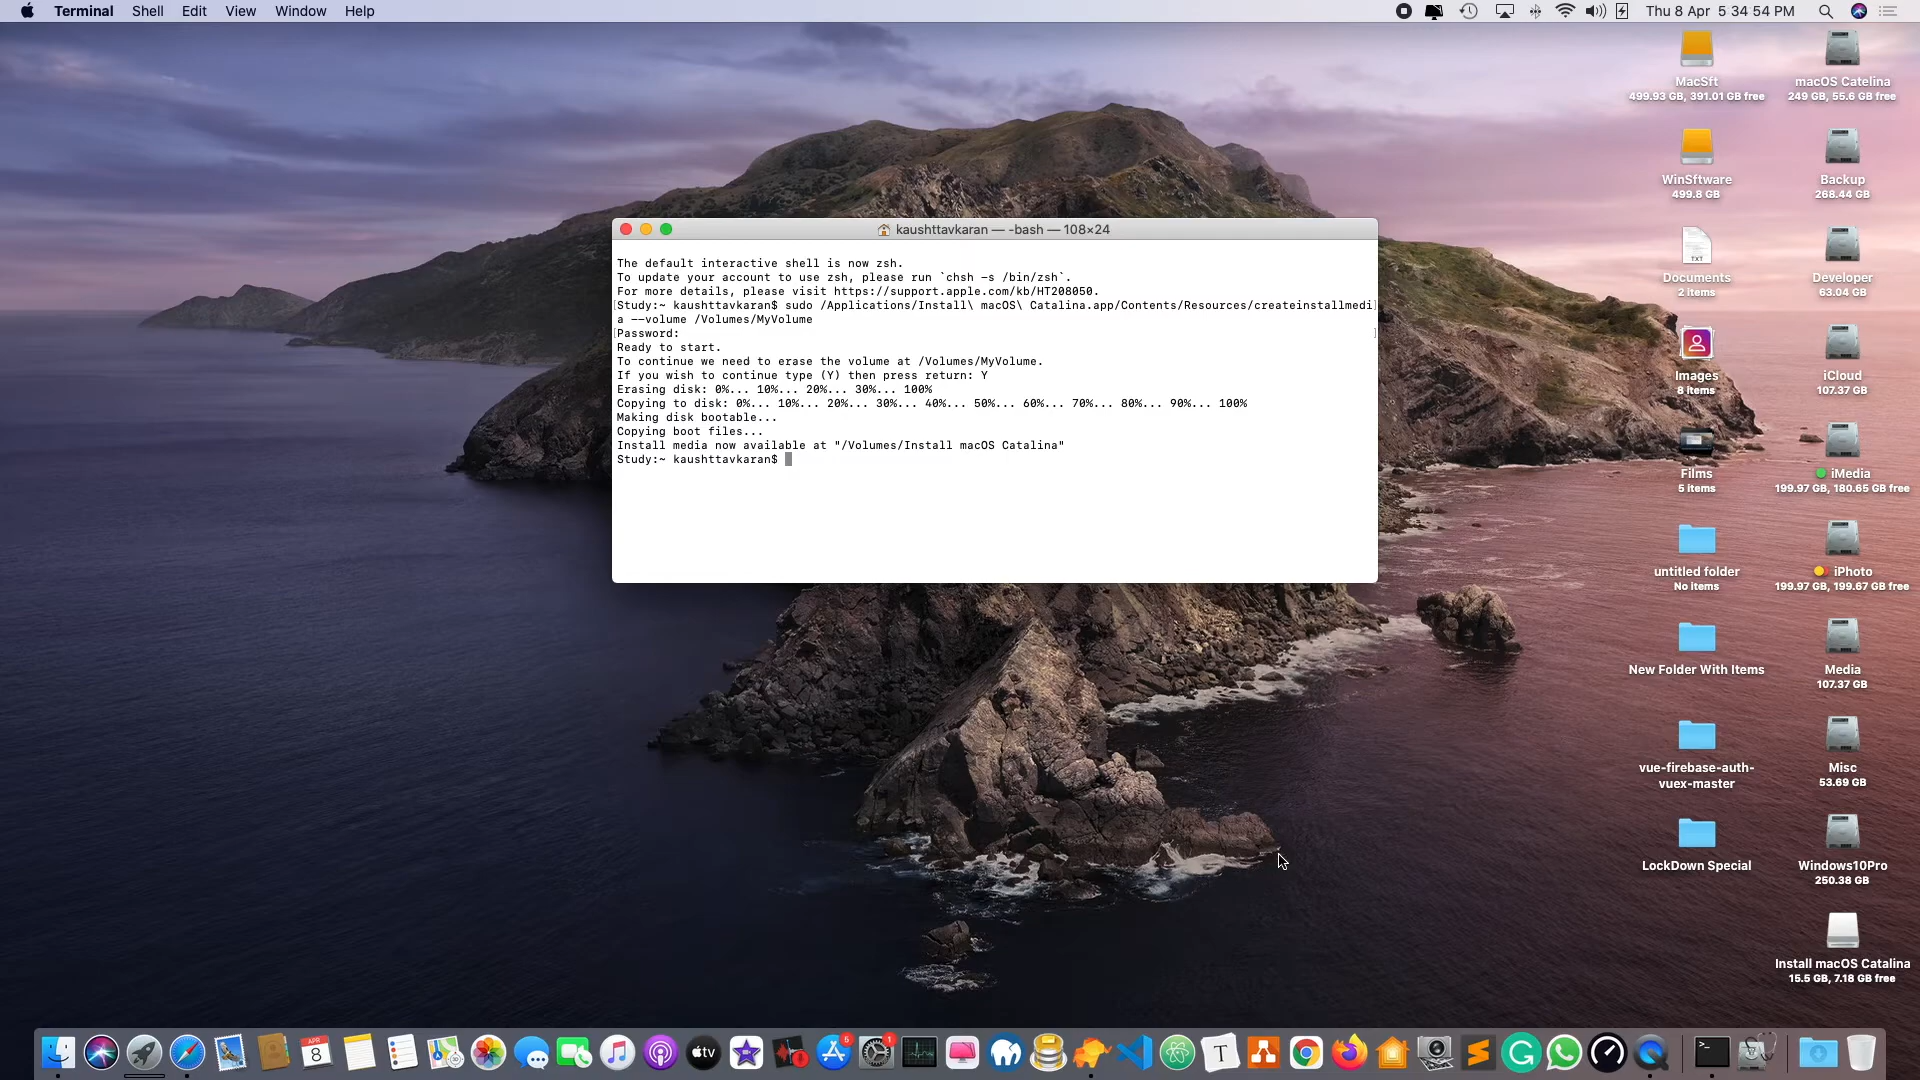 Terminal Shell Edit View Window Help
Thu 8 Apr 5 34 54 PM
kaushttavkaran — -bash — 108×24
The default interactive shell is now zsh.
To update your account to use zsh, please run `chsh -s /bin/zsh`.
For more details, please visit https://support.apple.com/kb/HT208050.
[Study:~ kaushttavkaran$ sudo /Applications/Install\ macOS\ Catalina.app/Contents/Resources/createinstallmedi]
a --volume /Volumes/MyVolume
[Password: ]
Ready to start.
To continue we need to erase the volume at /Volumes/MyVolume.
If you wish to continue type (Y) then press return: Y
Erasing disk: 0%... 10%... 20%... 30%... 100%
Copying to disk: 0%... 10%... 20%... 30%... 40%... 50%... 60%... 70%... 80%... 90%... 100%
Making disk bootable...
Copying boot files...
Install media now available at "/Volumes/Install macOS Catalina"
Study:~ kaushttavkaran$
MacSft
499.93 GB, 391.01 GB free
macOS Catelina
249 GB, 55.6 GB free
WinSftware
499.8 GB
Backup
268.44 GB
TXT
Documents
2 items
Developer
63.04 GB
Images
8 items
iCloud
107.37 GB
Films
5 items
iMedia
199.97 GB, 180.65 GB free
untitled folder
No items
iPhoto
199.97 GB, 199.67 GB free
New Folder With Items
Media
107.37 GB
vue-firebase-auth-
vuex-master
Misc
53.69 GB
LockDown Special
Windows10Pro
250.38 GB
Install macOS Catalina
15.5 GB, 7.18 GB free
APR
8
tv
5
1
T